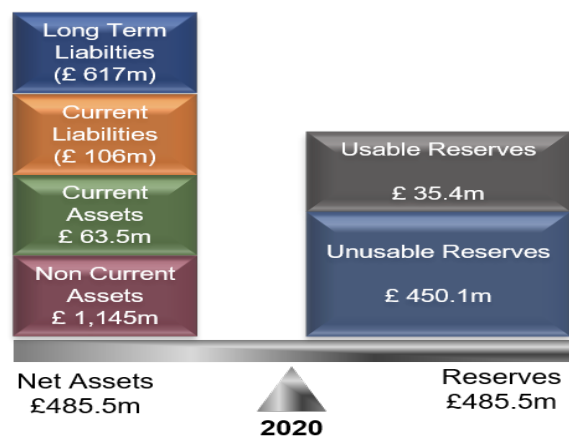 Long Term
Liabilties
(£ 617m)
Current
Liabilities
(£ 106m)
Current
Assets
£ 63.5m
Non Current
Assets
£ 1,145m
Usable Reserves
£ 35.4m
Unusable Reserves
£ 450.1m
Net Assets
£485.5m
Reserves
£485.5m
2020